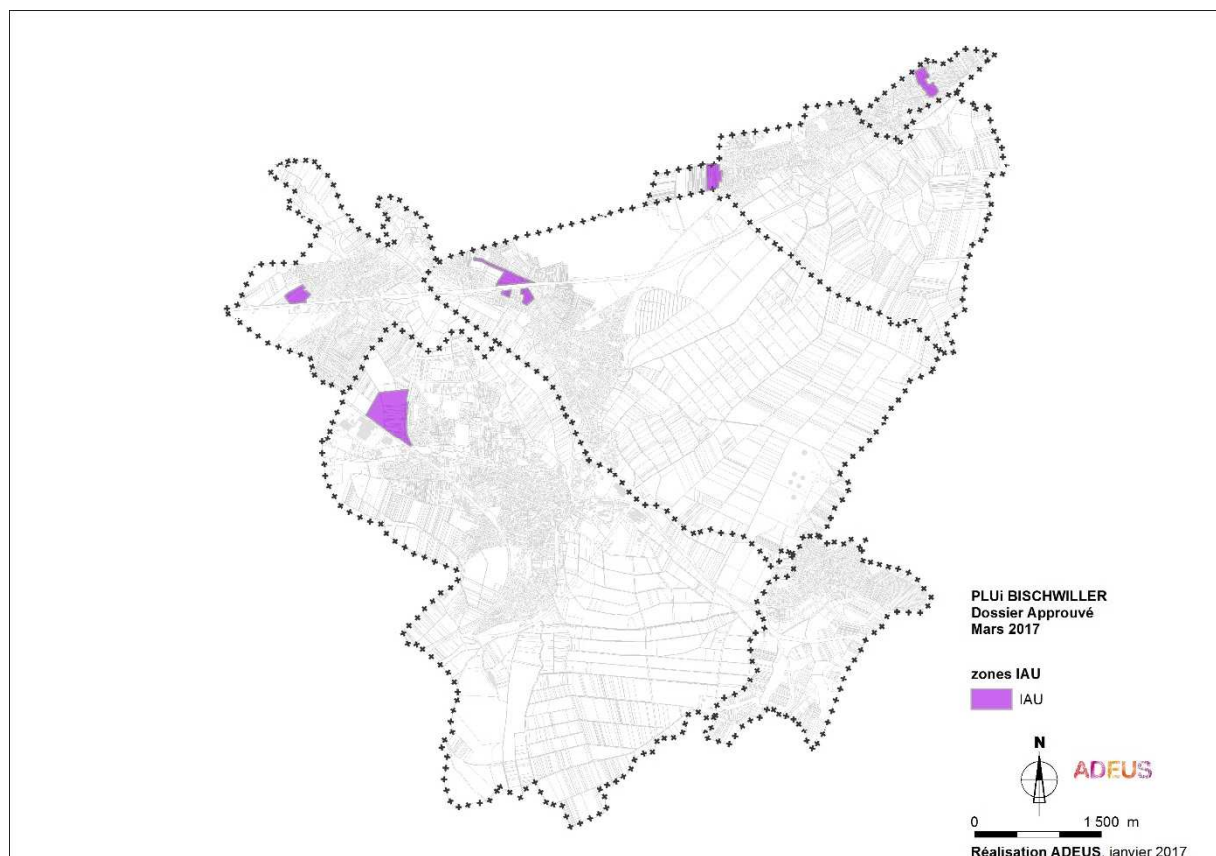 PLUi BISCHWILLER
Dossier Approuvé
Mars 2017
zones IAU
IAU
N
ADEUS
0 1 500 m
Réalisation ADEUS, janvier 2017